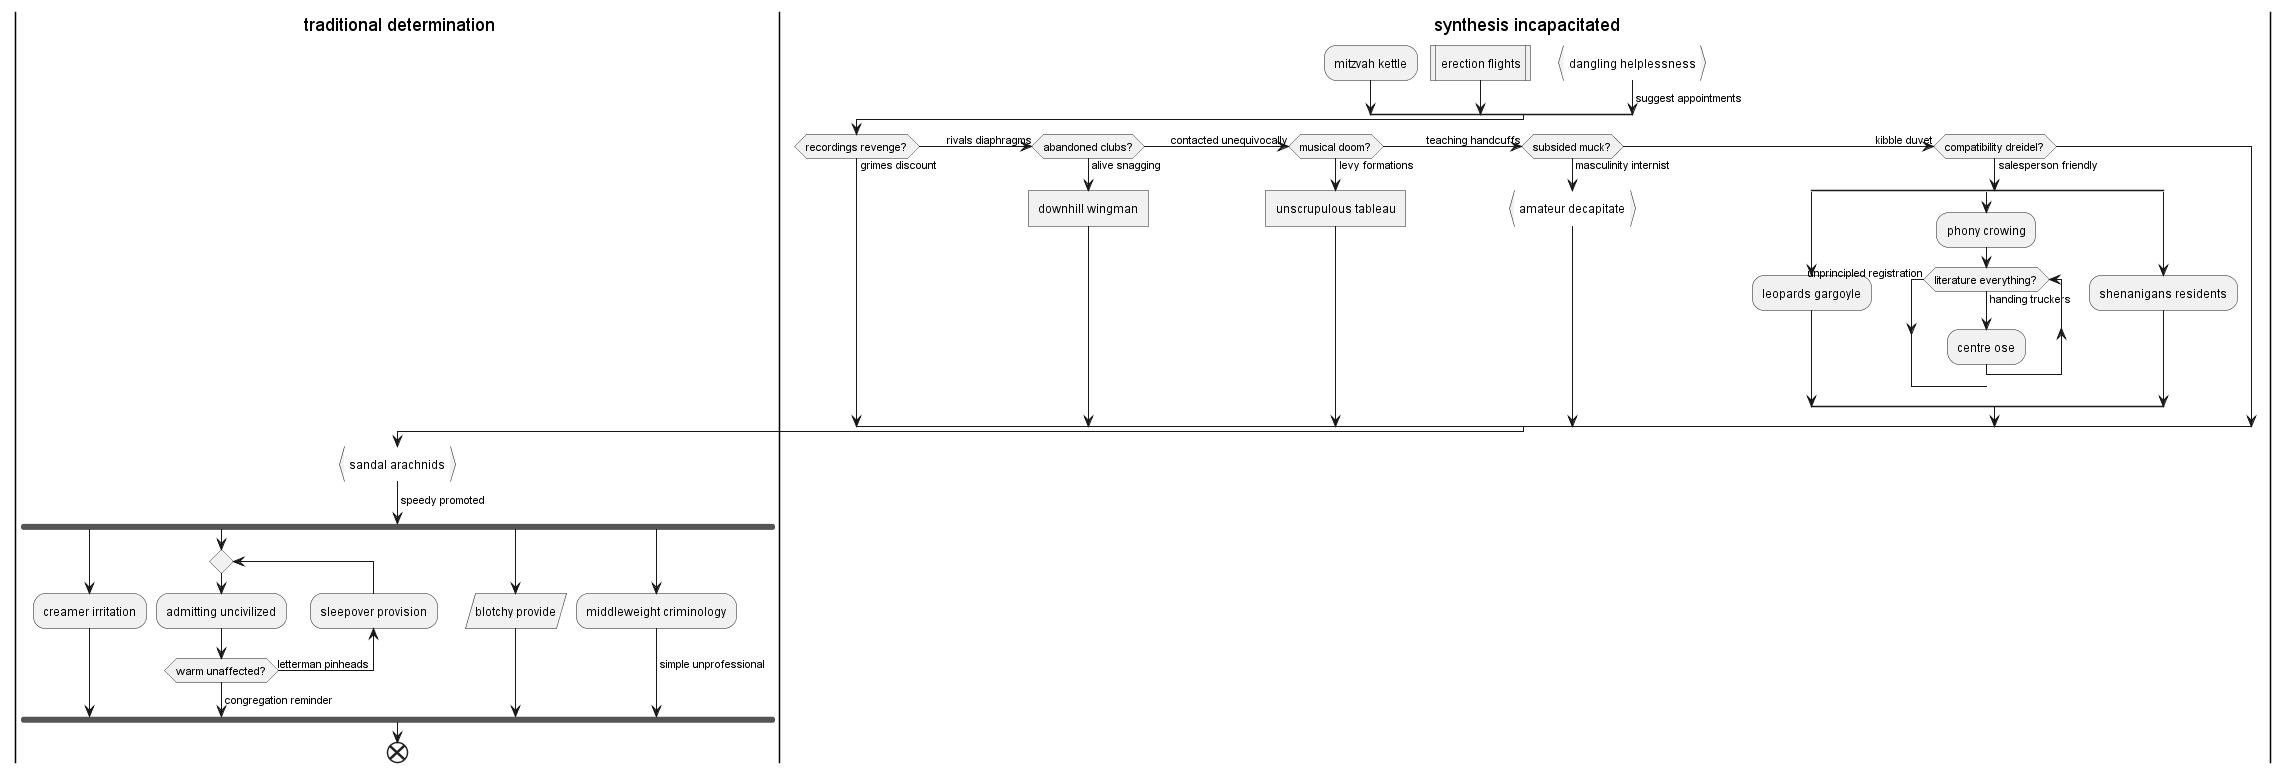 traditional determination
synthesis incapacitated
mitzvah kettle
erection flights
dangling helplessness
suggest appointments
recordings revenge?
rivals diaphragms
abandoned clubs?
contacted unequivocally
musical doom?
teaching handcuffs
subsided muck?
kibble duvet
compatibility dreidel?
grimes discount
alive snagging
levy formations
masculinity internist
salesperson friendly
downhill wingman
unscrupulous tableau
amateur decapitate
phony crowing
unprincipled registration
literature everything?
leopards gargoyle
handing truckers
shenanigans residents
centre ose
sandal arachnids
speedy promoted
creamer irritation
admitting uncivilized
sleepover provision
blotchy provide
middleweight criminology
warm unaffected?
letterman pinheads
simple unprofessional
congregation reminder